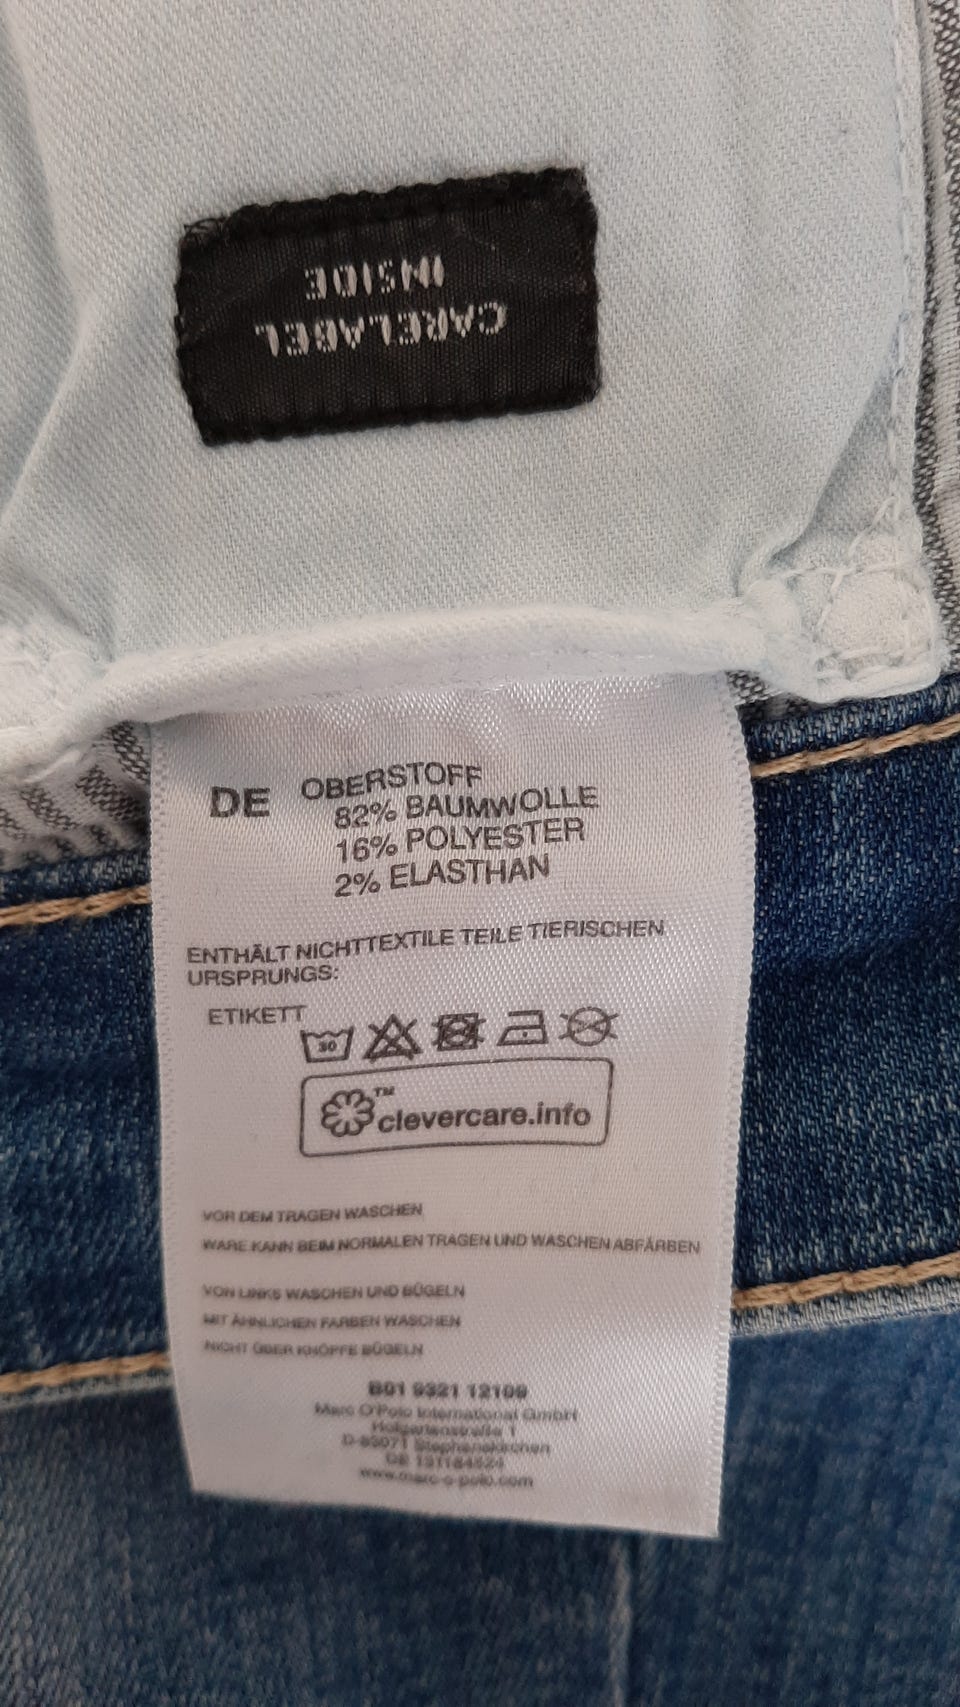 CARELABEL
INSIDE
DE OBERSTOFF
82% BAUMWOLLE
16% POLYESTER
2% ELASTHAN
ENTHÄLT NICHTTEXTILE TEILE TIERISCHEN
URSPRUNGS:
ETIKETT
30
™
clevercare.info
VOR DEM TRAGEN WASCHEN
WARE KANN BEIM NORMALEN TRAGEN UND WASCHEN ABFÄRBEN
VON LINKS WASCHEN UND BÜGELN
MIT ÄHNLICHEN FARBEN WASCHEN
NICHT ÜBER KNÖPFE BÜGELN
B01 9321 12109
Marc O'Polo International GmbH
Hofgartenstraße 1
D-83071 Stephanskirchen
DE 131184524
www.marc-o-polo.com